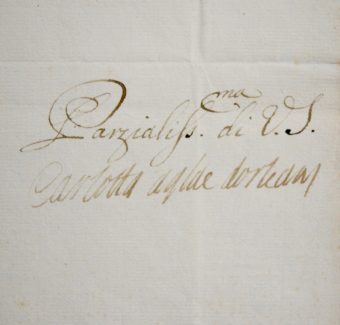 Parzialiss.ma di V.S.
Carlotta aglae dorleans